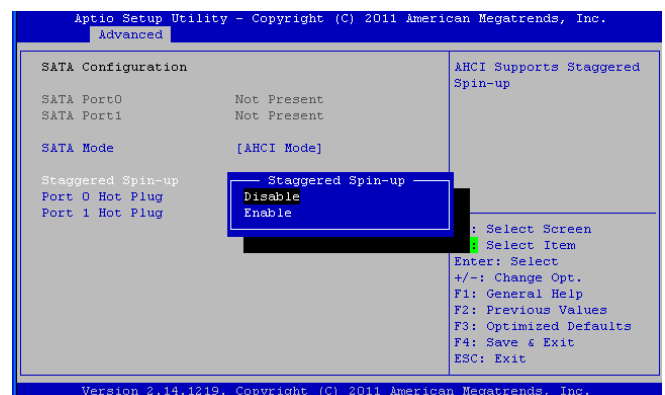 Aptio Setup Utility - Copyright (C) 2011 American Megatrends, Inc.
Advanced
SATA Configuration
SATA Port0 Not Present
SATA Port1 Not Present
SATA Mode [AHCI Mode]
Staggered Spin-up
Port 0 Hot Plug
Port 1 Hot Plug
Staggered Spin-up
Disable
Enable
AHCI Supports Staggered
Spin-up
: Select Screen
: Select Item
Enter: Select
+/-: Change Opt.
F1: General Help
F2: Previous Values
F3: Optimized Defaults
F4: Save & Exit
ESC: Exit
Version 2.14.1219. Copyright (C) 2011 American Megatrends, Inc.